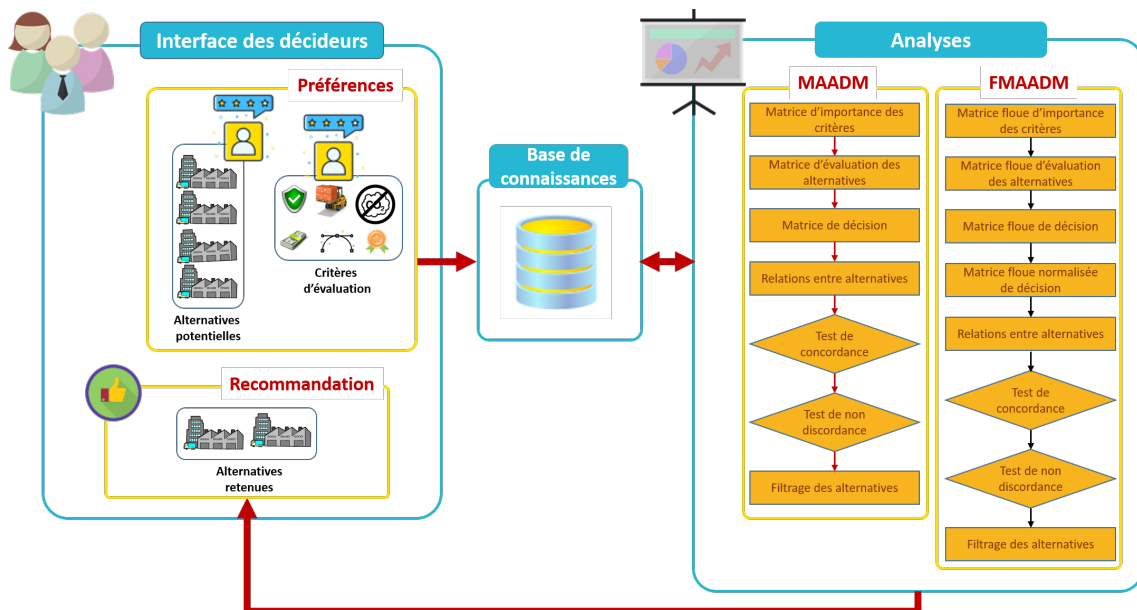 Interface des décideurs
Préférences
Alternatives
potentielles
Critères
d'évaluation
Recommandation
Alternatives
retenues
Base de
connaissances
Analyses
MAADM
Matrice d'importance des
critères
Matrice d'évaluation des
alternatives
Matrice de décision
Relations entre alternatives
Test de
concordance
Test de non
discordance
Filtrage des alternatives
FMAADM
Matrice floue d'importance
des critères
Matrice floue d'évaluation
des alternatives
Matrice floue de décision
Matrice floue normalisée
de décision
Relations entre alternatives
Test de
concordance
Test de non
discordance
Filtrage des alternatives
CO2